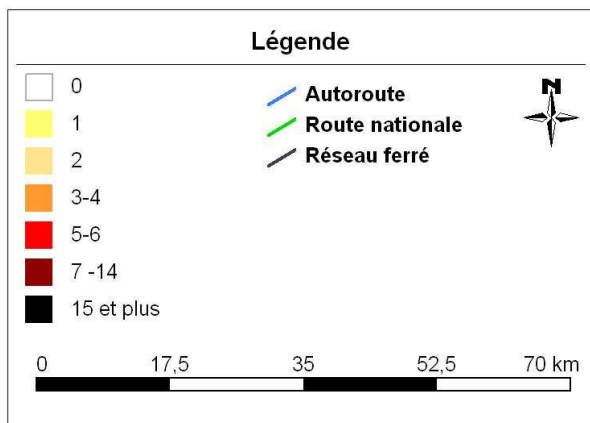 Légende
0
1
2
3-4
5-6
7 -14
15 et plus
Autoroute
Route nationale
Réseau ferré
N
0 17,5 35 52,5 70 km